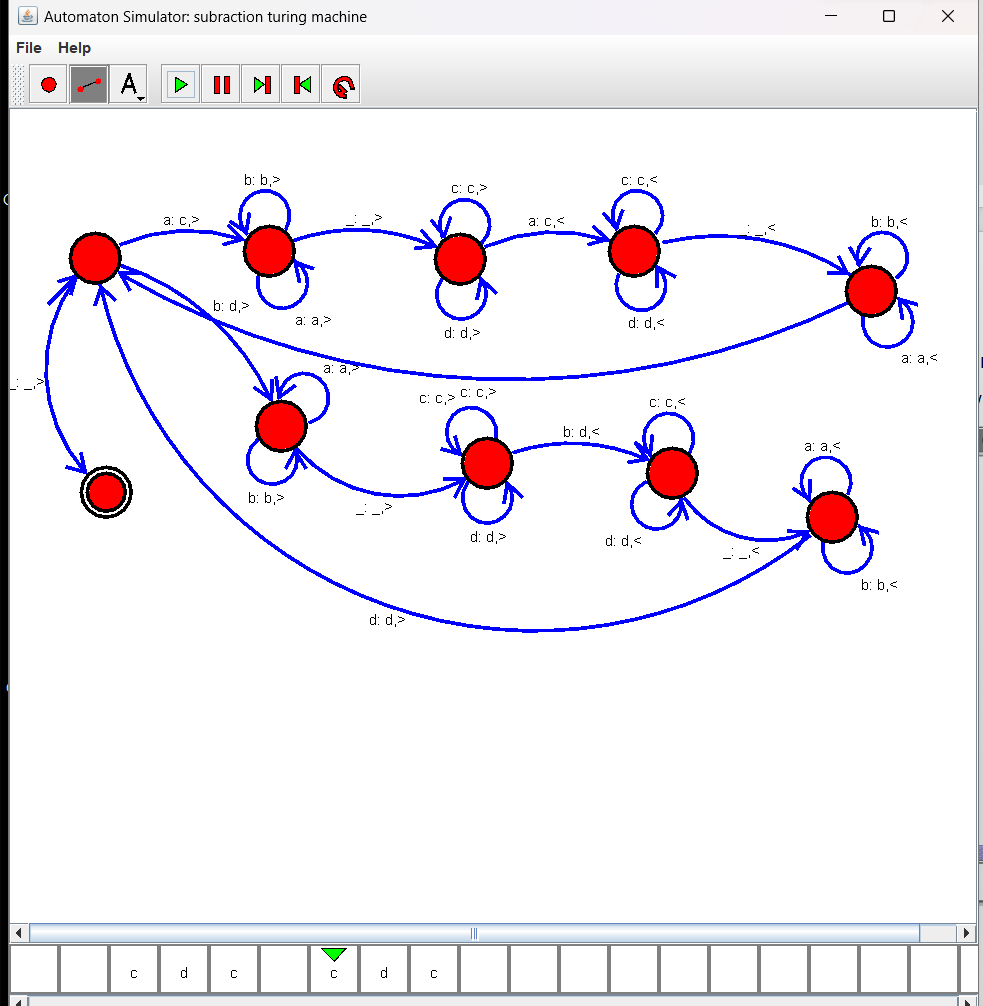 Automaton Simulator: subraction turing machine
File Help
A
b: b,>
c: c,>
c: c,<
a: c,>
_: _,>
a: c,<
_: _,<
b: b,<
b: d,>
a: a,>
d: d,>
d: d,<
a: a,<
_: _,>
a: a,>
c: c,> c: c,>
c: c,<
b: d,<
a: a,<
b: b,>
_: _,>
d: d,>
d: d,<
_: _,<
b: b,<
d: d,>
c d c c d c